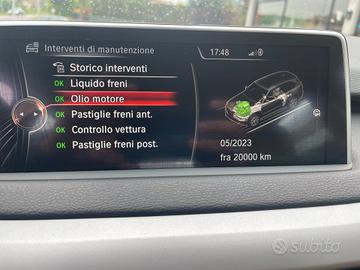 Interventi di manutenzione
17:48
Storico interventi
OK Liquido freni
OK Olio motore
OK Pastiglie freni ant.
OK Controllo vettura
OK Pastiglie freni post.
05/2023
fra 20000 km
subito